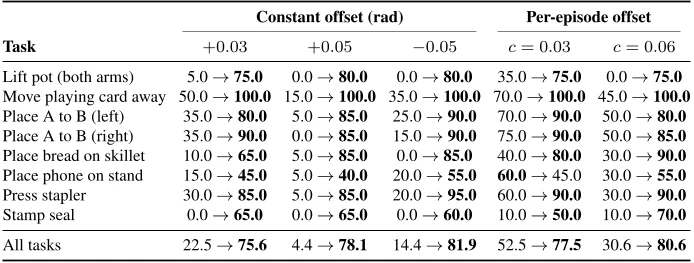 Constant offset (rad) Per-episode offset
Task +0.03 +0.05 −0.05 c = 0.03 c = 0.06
Lift pot (both arms) 5.0 → 75.0 0.0 → 80.0 0.0 → 80.0 35.0 → 75.0 0.0 → 75.0
Move playing card away 50.0 → 100.0 15.0 → 100.0 35.0 → 100.0 70.0 → 100.0 45.0 → 100.0
Place A to B (left) 35.0 → 80.0 5.0 → 85.0 25.0 → 90.0 70.0 → 90.0 50.0 → 80.0
Place A to B (right) 35.0 → 90.0 0.0 → 85.0 15.0 → 90.0 75.0 → 90.0 50.0 → 85.0
Place bread on skillet 10.0 → 65.0 5.0 → 85.0 0.0 → 85.0 40.0 → 80.0 30.0 → 90.0
Place phone on stand 15.0 → 45.0 5.0 → 40.0 20.0 → 55.0 60.0 → 45.0 30.0 → 55.0
Press stapler 30.0 → 85.0 5.0 → 85.0 20.0 → 95.0 60.0 → 90.0 30.0 → 90.0
Stamp seal 0.0 → 65.0 0.0 → 65.0 0.0 → 60.0 10.0 → 50.0 10.0 → 70.0
All tasks 22.5 → 75.6 4.4 → 78.1 14.4 → 81.9 52.5 → 77.5 30.6 → 80.6